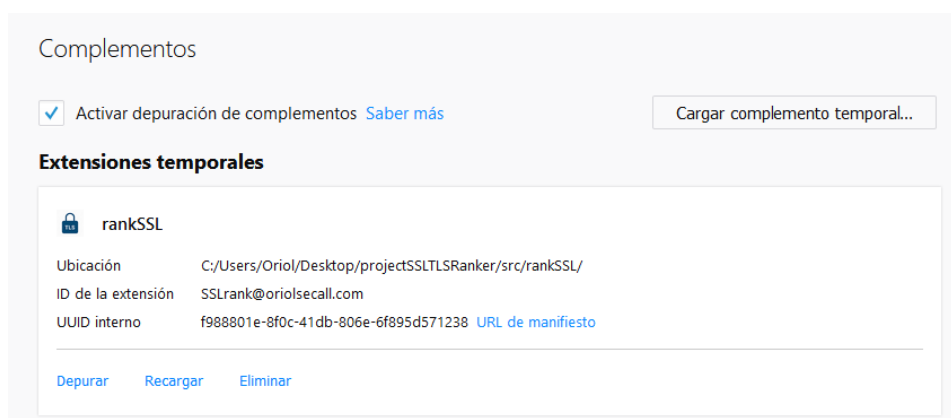 Complementos
Activar depuración de complementos Saber más
Cargar complemento temporal...
Extensiones temporales
TLS
rankSSL
Ubicación C:/Users/Oriol/Desktop/projectSSLTLSRanker/src/rankSSL/
ID de la extensión SSLrank@oriolsecall.com
UUID interno f988801e-8f0c-41db-806e-6f895d571238 URL de manifiesto
Depurar Recargar Eliminar